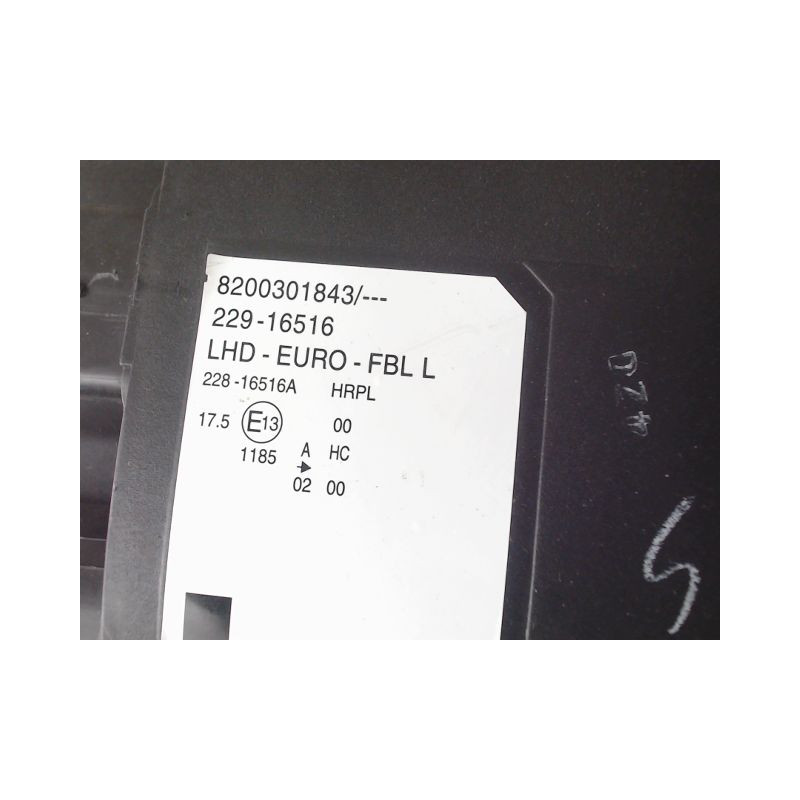 8200301843/---
229-16516
LHD - EURO - FBL L
228 -16516A HRPL
17.5 E13 00
1185 A HC
02 00